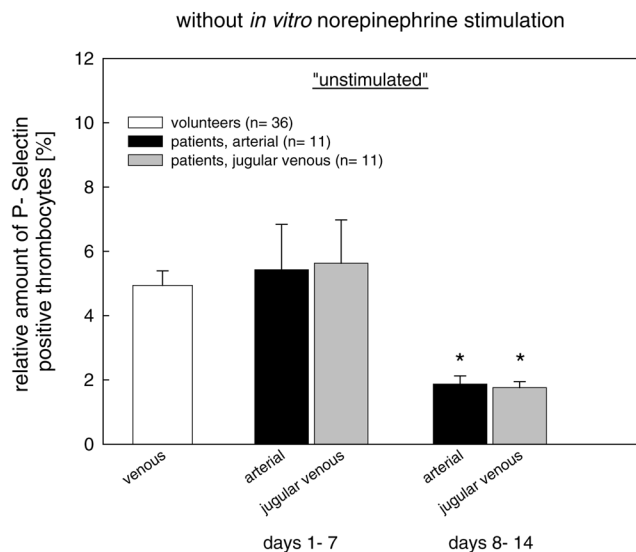 without in vitro norepinephrine stimulation
"unstimulated"
volunteers (n= 36)
patients, arterial (n= 11)
patients, jugular venous (n= 11)
relative amount of P- Selectin
positive thrombocytes [%]
12
10
8
6
4
2
0
* *
venous arterial jugular venous arterial jugular venous
days 1- 7 days 8- 14